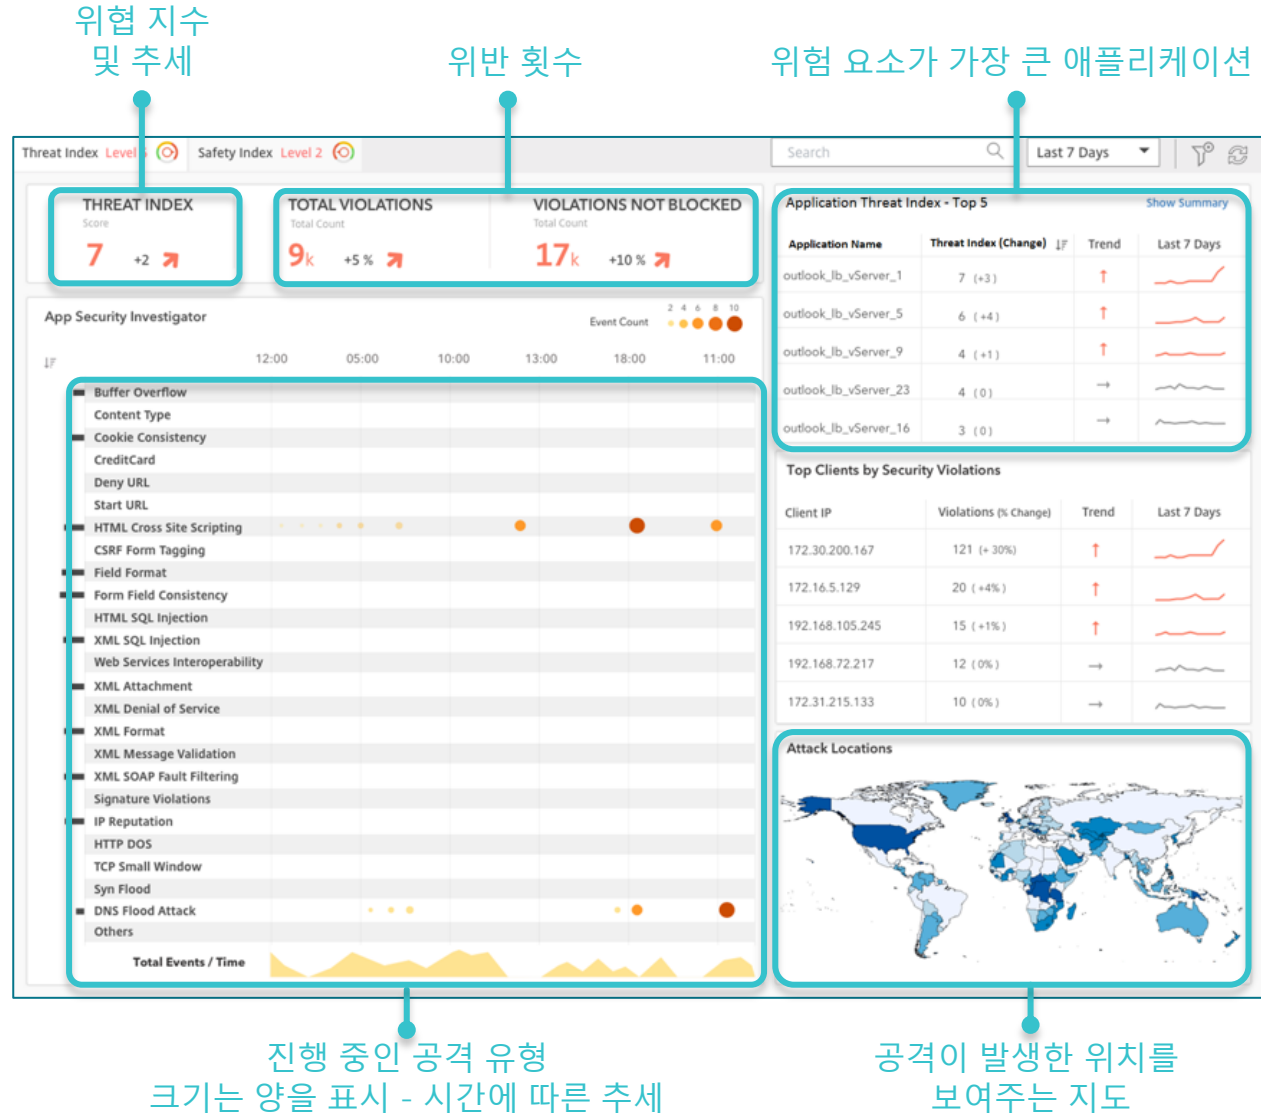 위협 지수
및 추세
위반 횟수
위험 요소가 가장 큰 애플리케이션
Threat Index Level
Safety Index Level 2
Search
Last 7 Days
THREAT INDEX
Score
7 +2
TOTAL VIOLATIONS
Total Count
9k +5 %
VIOLATIONS NOT BLOCKED
Total Count
17k +10 %
Application Threat Index - Top 5 Show Summary
Application Name Threat Index (Change) Trend Last 7 Days
outlook_lb_vServer_1 7 (+3)
outlook_lb_vServer_5 6 (+4)
outlook_lb_vServer_9 4 (+1)
outlook_lb_vServer_23 4 (0)
outlook_lb_vServer_16 3 (0)
App Security Investigator
Event Count 2 4 6 8 10
12:00 05:00 10:00 13:00 18:00 11:00
Buffer Overflow
Content Type
Cookie Consistency
CreditCard
Deny URL
Start URL
HTML Cross Site Scripting
CSRF Form Tagging
Field Format
Form Field Consistency
HTML SQL Injection
XML SQL Injection
Web Services Interoperability
XML Attachment
XML Denial of Service
XML Format
XML Message Validation
XML SOAP Fault Filtering
Signature Violations
IP Reputation
HTTP DOS
TCP Small Window
Syn Flood
DNS Flood Attack
Others
Total Events / Time
Top Clients by Security Violations
Client IP Violations (% Change) Trend Last 7 Days
172.30.200.167 121 (+ 30%)
172.16.5.129 20 (+4%)
192.168.105.245 15 (+1%)
192.168.72.217 12 (0%)
172.31.215.133 10 (0%)
Attack Locations
진행 중인 공격 유형
크기는 양을 표시 - 시간에 따른 추세
공격이 발생한 위치를
보여주는 지도